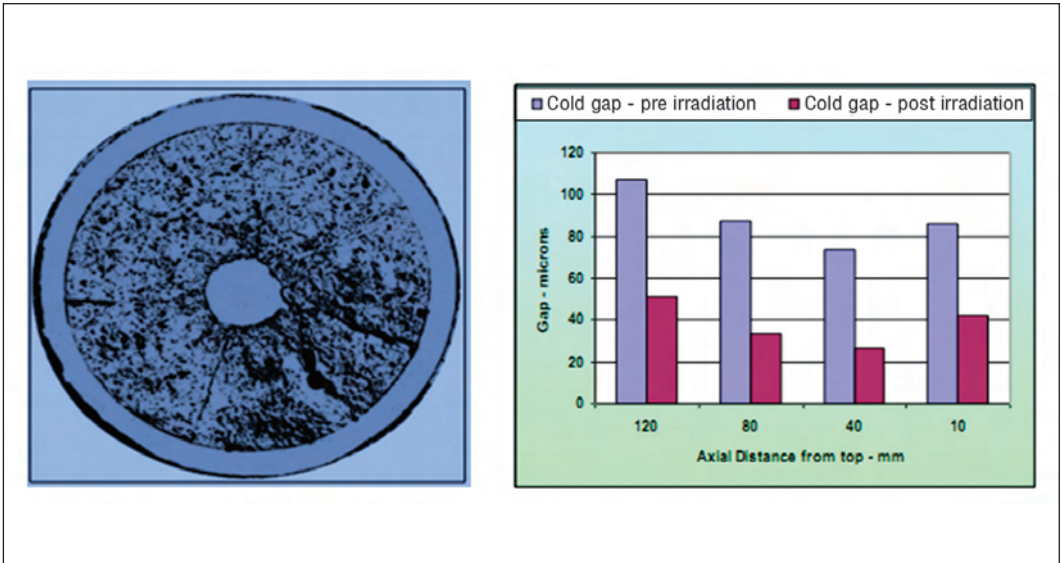 Cold gap - pre irradiation Cold gap - post irradiation
120
100
80
60
40
20
0
Gap - microns
120 80 40 10
Axial Distance from top - mm